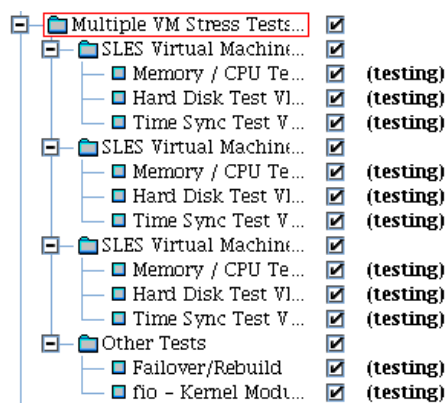 Multiple VM Stress Tests...
SLES Virtual Machine...
Memory / CPU Te... (testing)
Hard Disk Test VI... (testing)
Time Sync Test V... (testing)
SLES Virtual Machine...
Memory / CPU Te... (testing)
Hard Disk Test VI... (testing)
Time Sync Test V... (testing)
SLES Virtual Machine...
Memory / CPU Te... (testing)
Hard Disk Test VI... (testing)
Time Sync Test V... (testing)
Other Tests
Failover/Rebuild (testing)
fio - Kernel Modu... (testing)